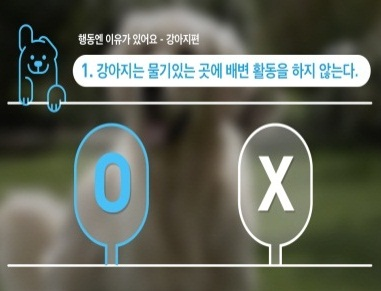 행동엔 이유가 있어요 - 강아지편
1. 강아지는 물기있는 곳에 배변 활동을 하지 않는다.
O X